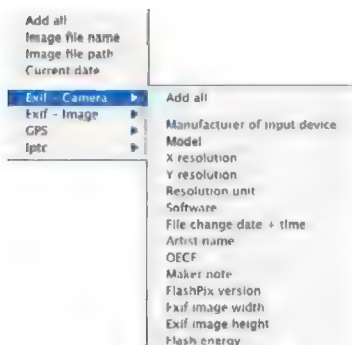 Add all
Image file name
Image file path
Current date
Exif - Camera
Exif - Image
GPS
Iptc
Add all
Manufacturer of input device
Model
X resolution
Y resolution
Resolution unit
Software
File change date + time
Artist name
OECF
Maker note
FlashPix version
Exif image width
Exif image height
Flash energy